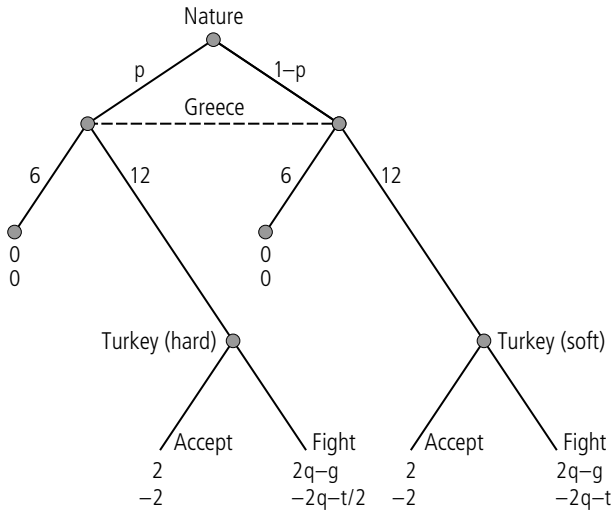 Nature
p 1–p
Greece
6 12 6 12
0 0
0 0
Turkey (hard) Turkey (soft)
Accept Fight Accept Fight
2 2q–g 2 2q–g
–2 –2q–t/2 –2 –2q–t